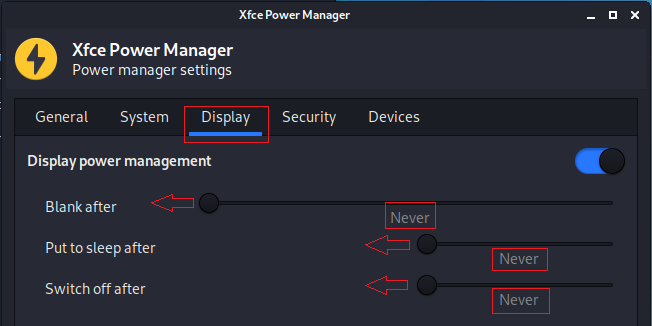 Xfce Power Manager
Xfce Power Manager
Power manager settings
General System Display Security Devices
Display power management
Blank after
Never
Put to sleep after
Never
Switch off after
Never